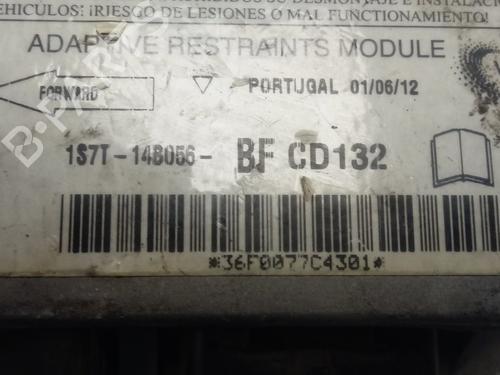 VEHICULOS: ¡RIESGO DE LESIONES O MAL FUNCIONAMIENTO!
ADAPTIVE RESTRAINTS MODULE
FORWARD
PORTUGAL 01/06/12
1S7T-14B056- BF CD132
*36F0077C4301*
B-PARTS